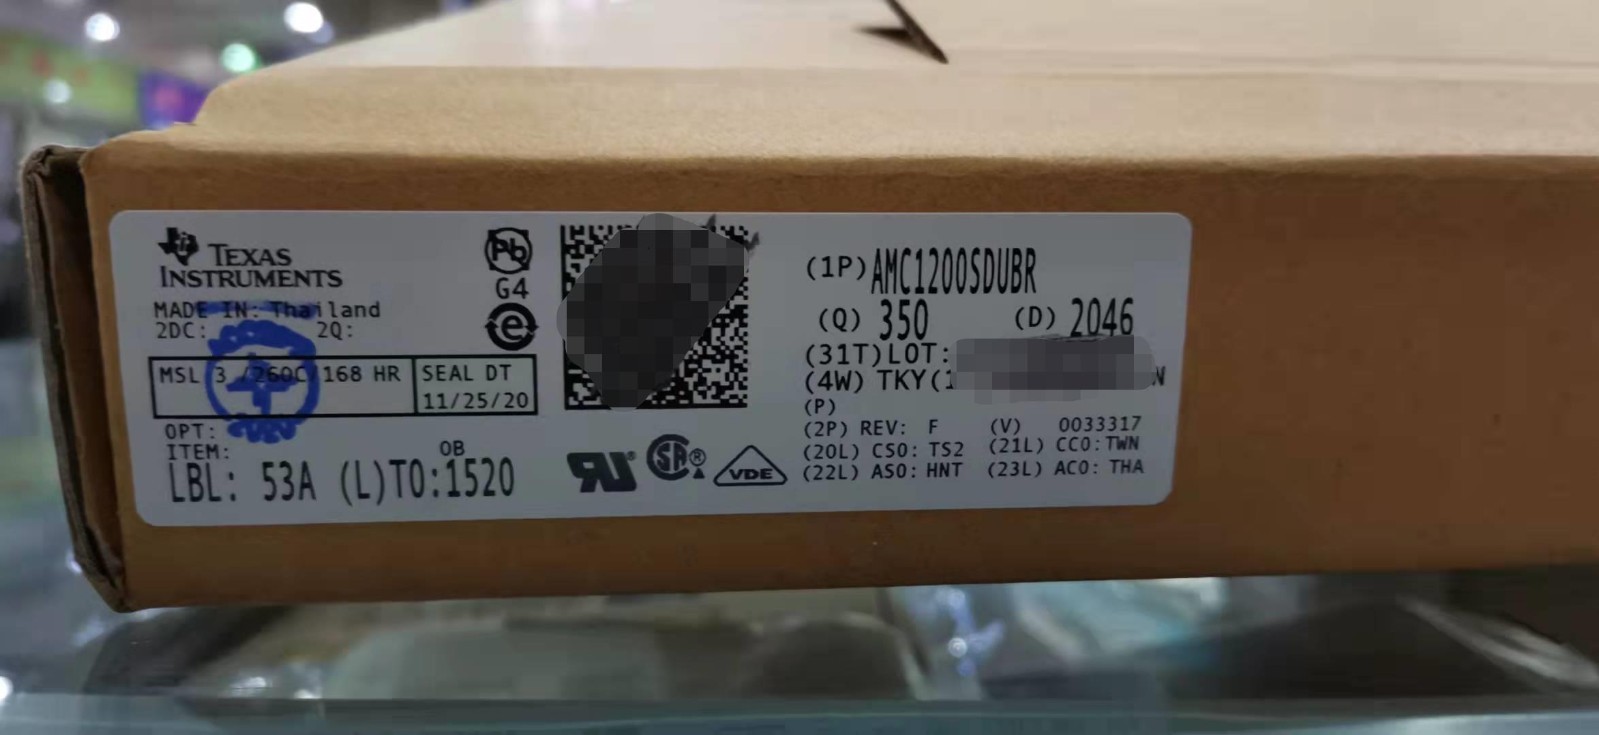 TEXAS
INSTRUMENTS
MADE IN: Thailand
2DC: 2Q:
MSL 3 /260C/168 HR
SEAL DT
11/25/20
OPT:
ITEM:
0B
LBL: 53A (L)T0:1520
Pb
G4
e
SA®
VDE
(1P) AMC1200SDUBR
(Q) 350 (D) 2046
(31T)LOT:
(4W) TKY(1
(P)
(2P) REV: F (V) 0033317
(20L) CSO: TS2 (21L) CCO:TWN
(22L) ASO: HNT (23L) ACO: THA